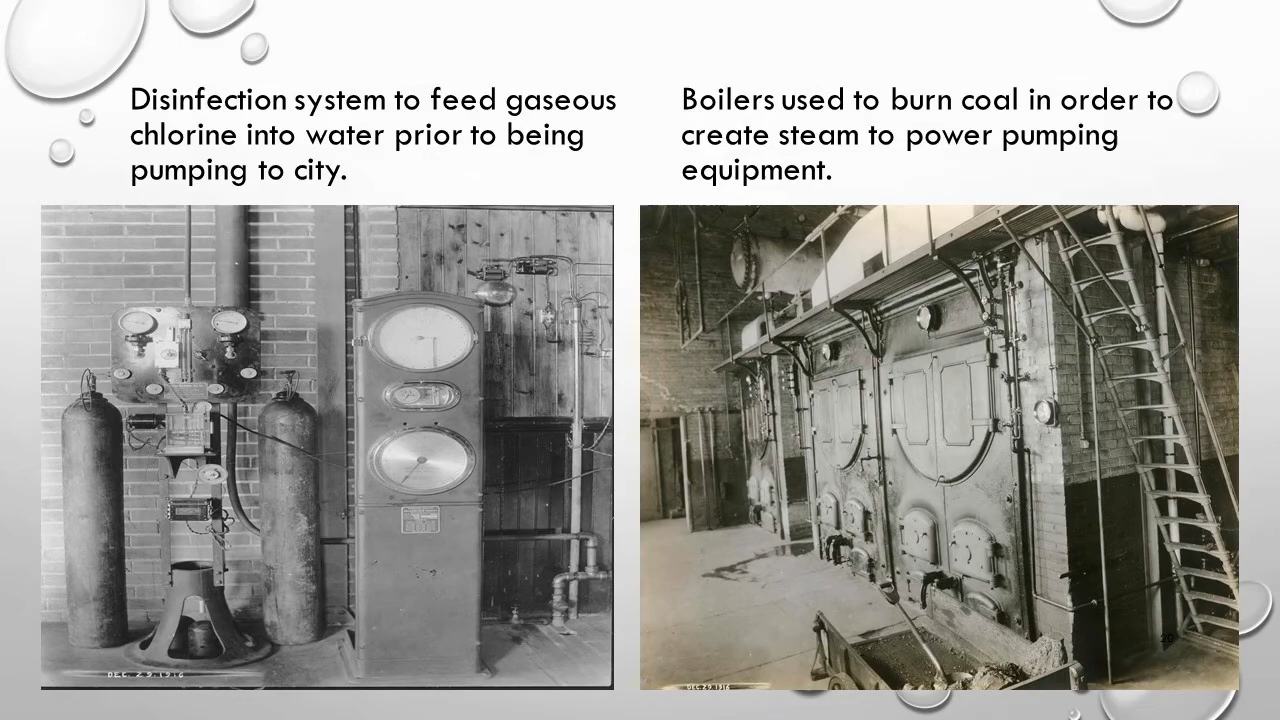 Disinfection system to feed gaseous
chlorine into water prior to being
pumping to city.
Boilers used to burn coal in order to
create steam to power pumping
equipment.
DEC. 29. 1916
DEC 29 1916
20